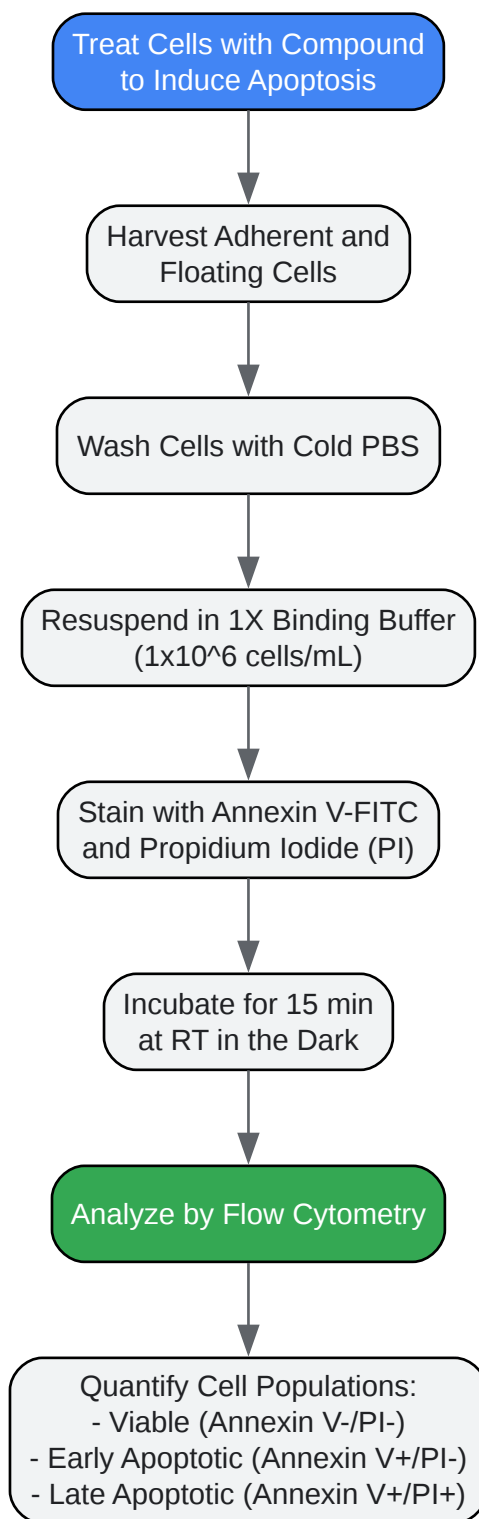 Treat Cells with Compound
to Induce Apoptosis
Harvest Adherent and
Floating Cells
Wash Cells with Cold PBS
Resuspend in 1X Binding Buffer
(1x10^6 cells/mL)
Stain with Annexin V-FITC
and Propidium Iodide (PI)
Incubate for 15 min
at RT in the Dark
Analyze by Flow Cytometry
Quantify Cell Populations:
- Viable (Annexin V-/PI-)
- Early Apoptotic (Annexin V+/PI-)
- Late Apoptotic (Annexin V+/PI+)